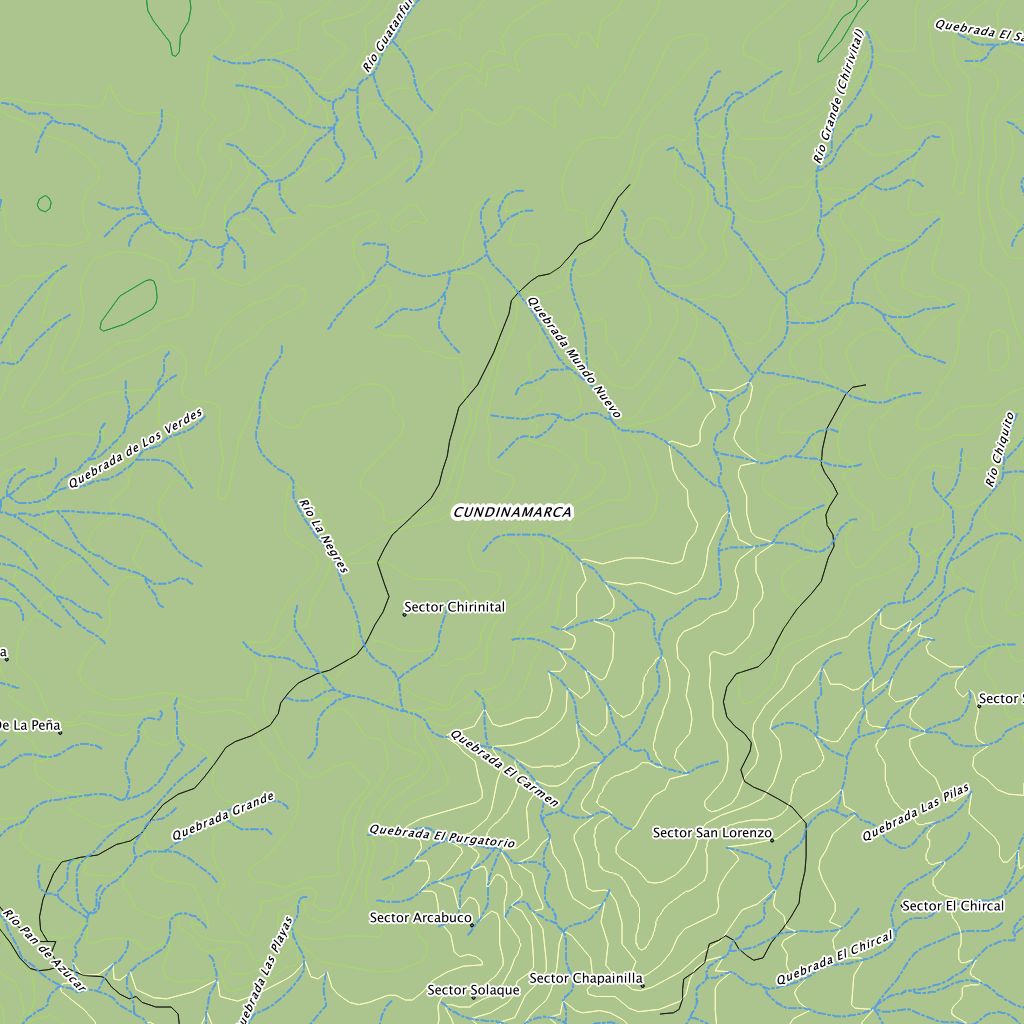 Río Guatanfur
Quebrada El Sa
Río Grande (Chirivital)
Quebrada Mundo Nuevo
Quebrada de Los Verdes
Río Chiquito
CUNDINAMARCA
Río La Negres
Sector Chirinital
a
De La Peña
Sector S
Quebrada El Carmen
Quebrada Grande
Quebrada El Purgatorio
Sector San Lorenzo
Quebrada Las Pilas
Sector El Chircal
Sector Arcabuco
Río Pan de Azucar
Quebrada Las Playas
Quebrada El Chircal
Sector Chapainilla
Sector Solaque